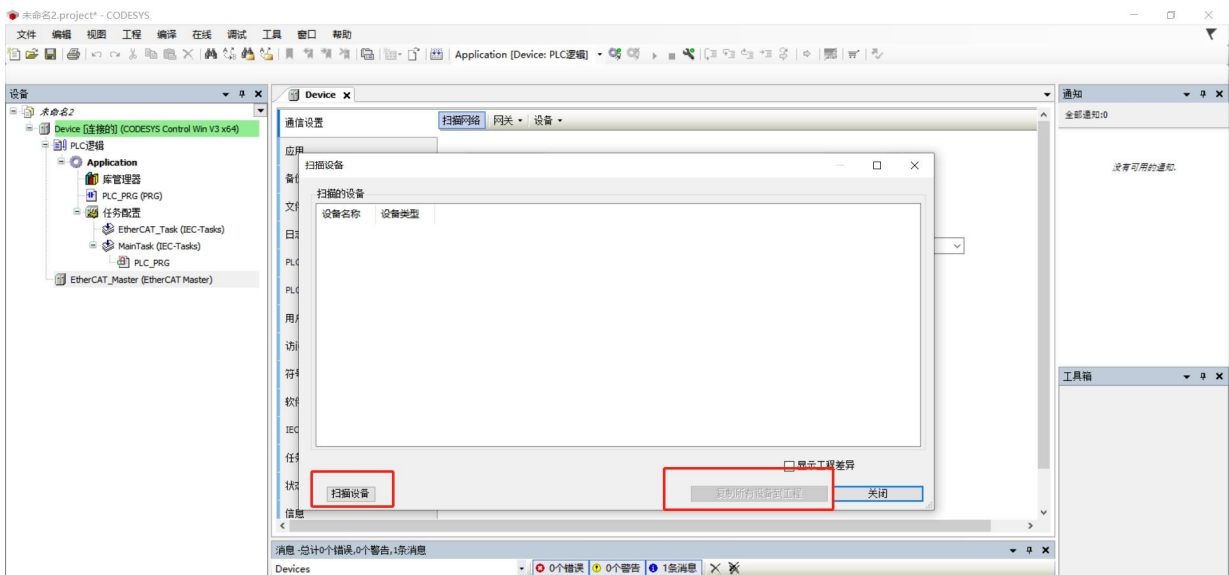 未命名2.project* - CODESYS
文件 编辑 视图 工程 编译 在线 调试 工具 窗口 帮助
Application [Device: PLC逻辑]
设备
未命名2
Device [连接的] (CODESYS Control Win V3 x64)
PLC逻辑
Application
库管理器
PLC_PRG (PRG)
任务配置
EtherCAT_Task (IEC-Tasks)
MainTask (IEC-Tasks)
PLC_PRG
EtherCAT_Master (EtherCAT Master)
Device
通信设置
扫描网络 网关 设备
应用
扫描设备
扫描的设备
设备名称 设备类型
显示工程差异
扫描设备
复制所有设备到工程 关闭
信息
消息 -总计0个错误,0个警告,1条消息
Devices
0个错误 0个警告 1条消息
通知
全部通知:0
没有可用的通知.
工具箱